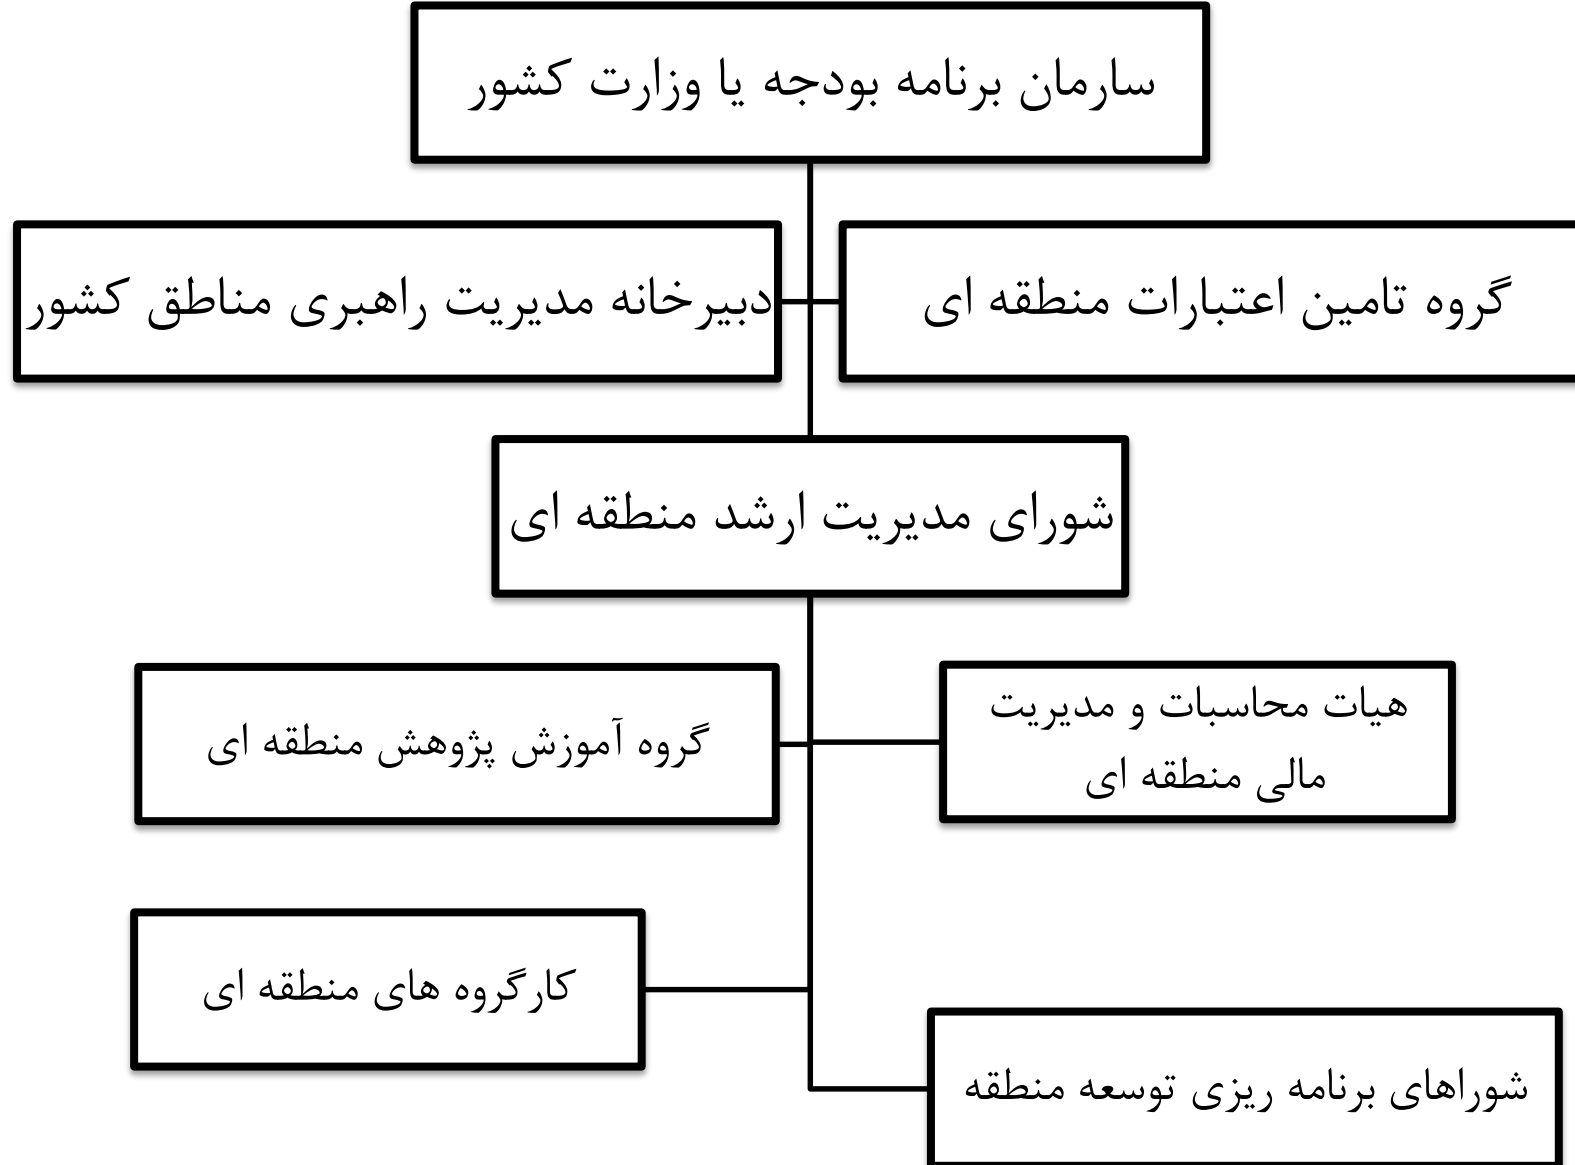 سارمان برنامه بودجه یا وزارت کشور
گروه تامین اعتبارات منطقه ای
دبیرخانه مدیریت راهبری مناطق کشور
شورای مدیریت ارشد منطقه ای
هیات محاسبات و مدیریت
مالی منطقه ای
گروه آموزش پژوهش منطقه ای
کارگروه های منطقه ای
شوراهای برنامه ریزی توسعه منطقه